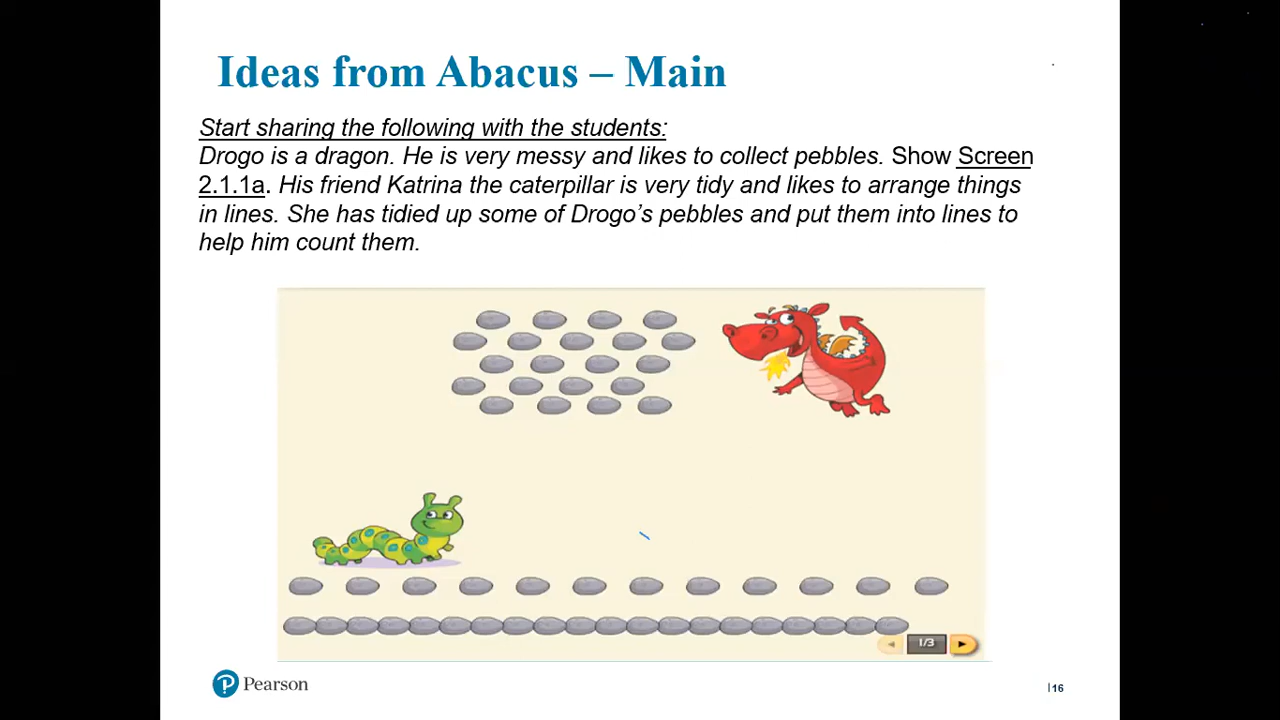 Ideas from Abacus – Main
Start sharing the following with the students:
Drogo is a dragon. He is very messy and likes to collect pebbles. Show Screen
2.1.1a. His friend Katrina the caterpillar is very tidy and likes to arrange things
in lines. She has tidied up some of Drogo’s pebbles and put them into lines to
help him count them.
1/3
P Pearson
| 16